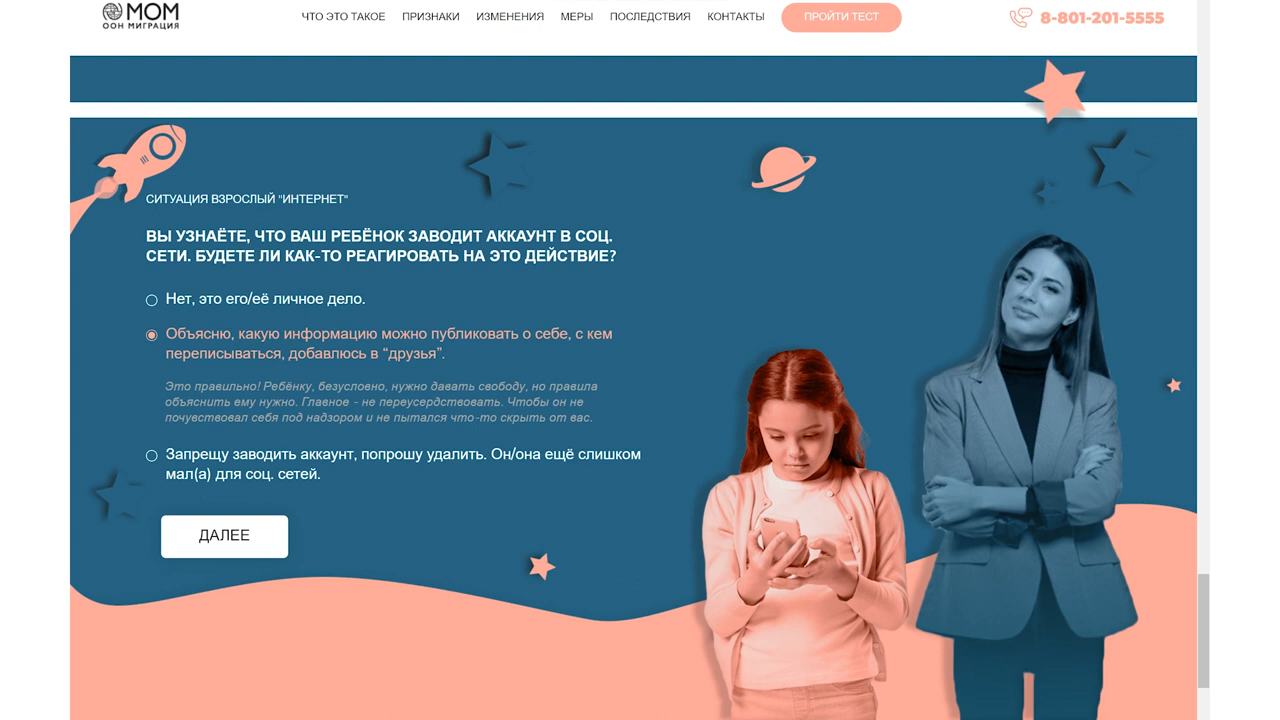 МОМ
ООН МИГРАЦИЯ
ЧТО ЭТО ТАКОЕ ПРИЗНАКИ ИЗМЕНЕНИЯ МЕРЫ ПОСЛЕДСТВИЯ КОНТАКТЫ ПРОЙТИ ТЕСТ 8-801-201-5555
СИТУАЦИЯ ВЗРОСЛЫЙ "ИНТЕРНЕТ"
ВЫ УЗНАЁТЕ, ЧТО ВАШ РЕБЁНОК ЗАВОДИТ АККАУНТ В СОЦ.
СЕТИ. БУДЕТЕ ЛИ КАК-ТО РЕАГИРОВАТЬ НА ЭТО ДЕЙСТВИЕ?
Нет, это его/её личное дело.
Объясню, какую информацию можно публиковать о себе, с кем
переписываться, добавлюсь в “друзья”.
Это правильно! Ребёнку, безусловно, нужно давать свободу, но правила
объяснить ему нужно. Главное - не переусердствовать. Чтобы он не
почувствовал себя под надзором и не пытался что-то скрыть от вас.
Запрещу заводить аккаунт, попрошу удалить. Он/она ещё слишком
мал(а) для соц. сетей.
ДАЛЕЕ